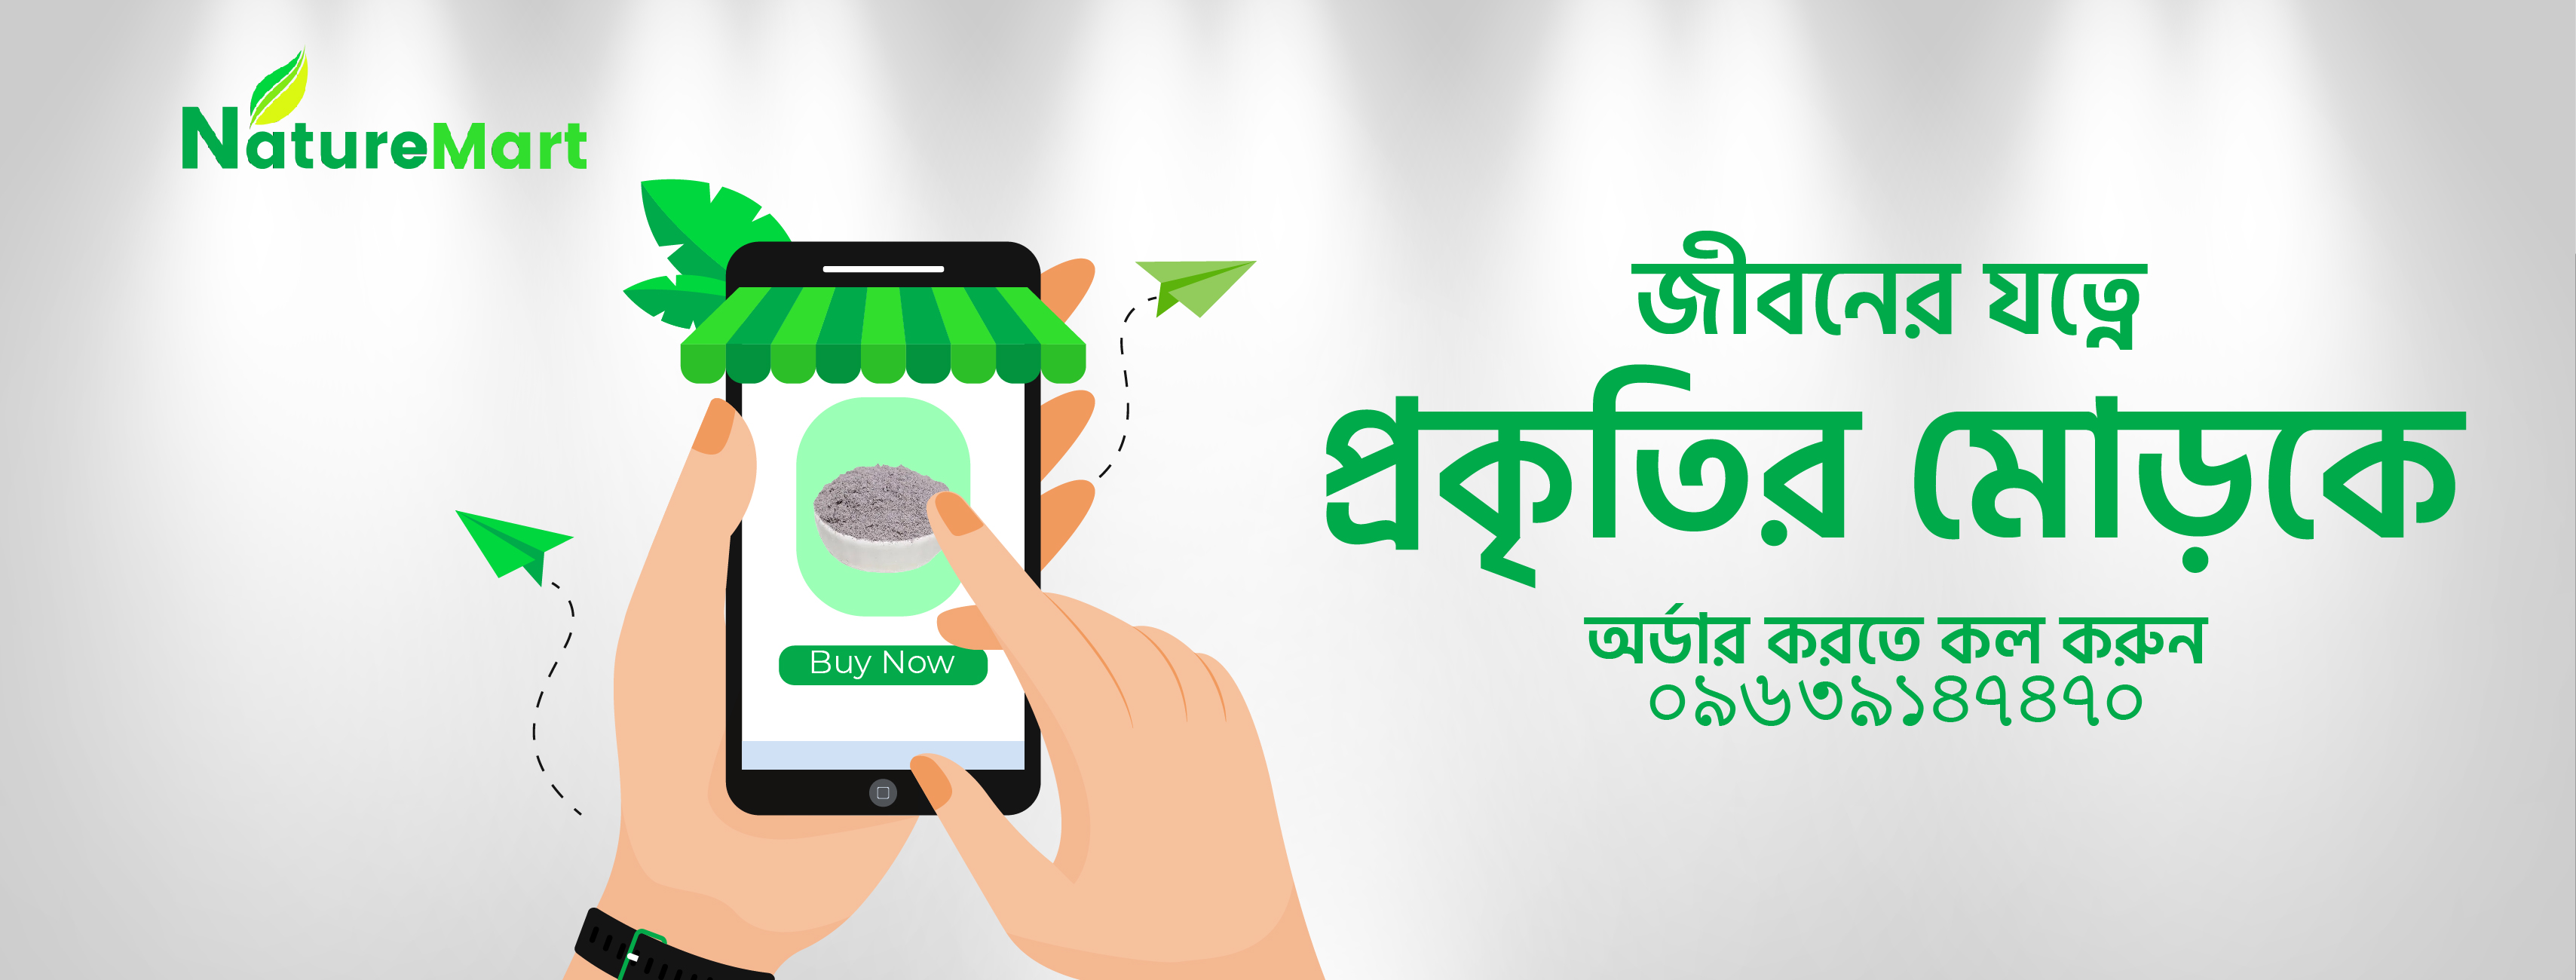 NatureMart
Buy Now
জীবনের যত্নে
প্রকৃতির মোড়কে
অর্ডার করতে কল করুন
০৯৬৩৯১৪৭৪৭০